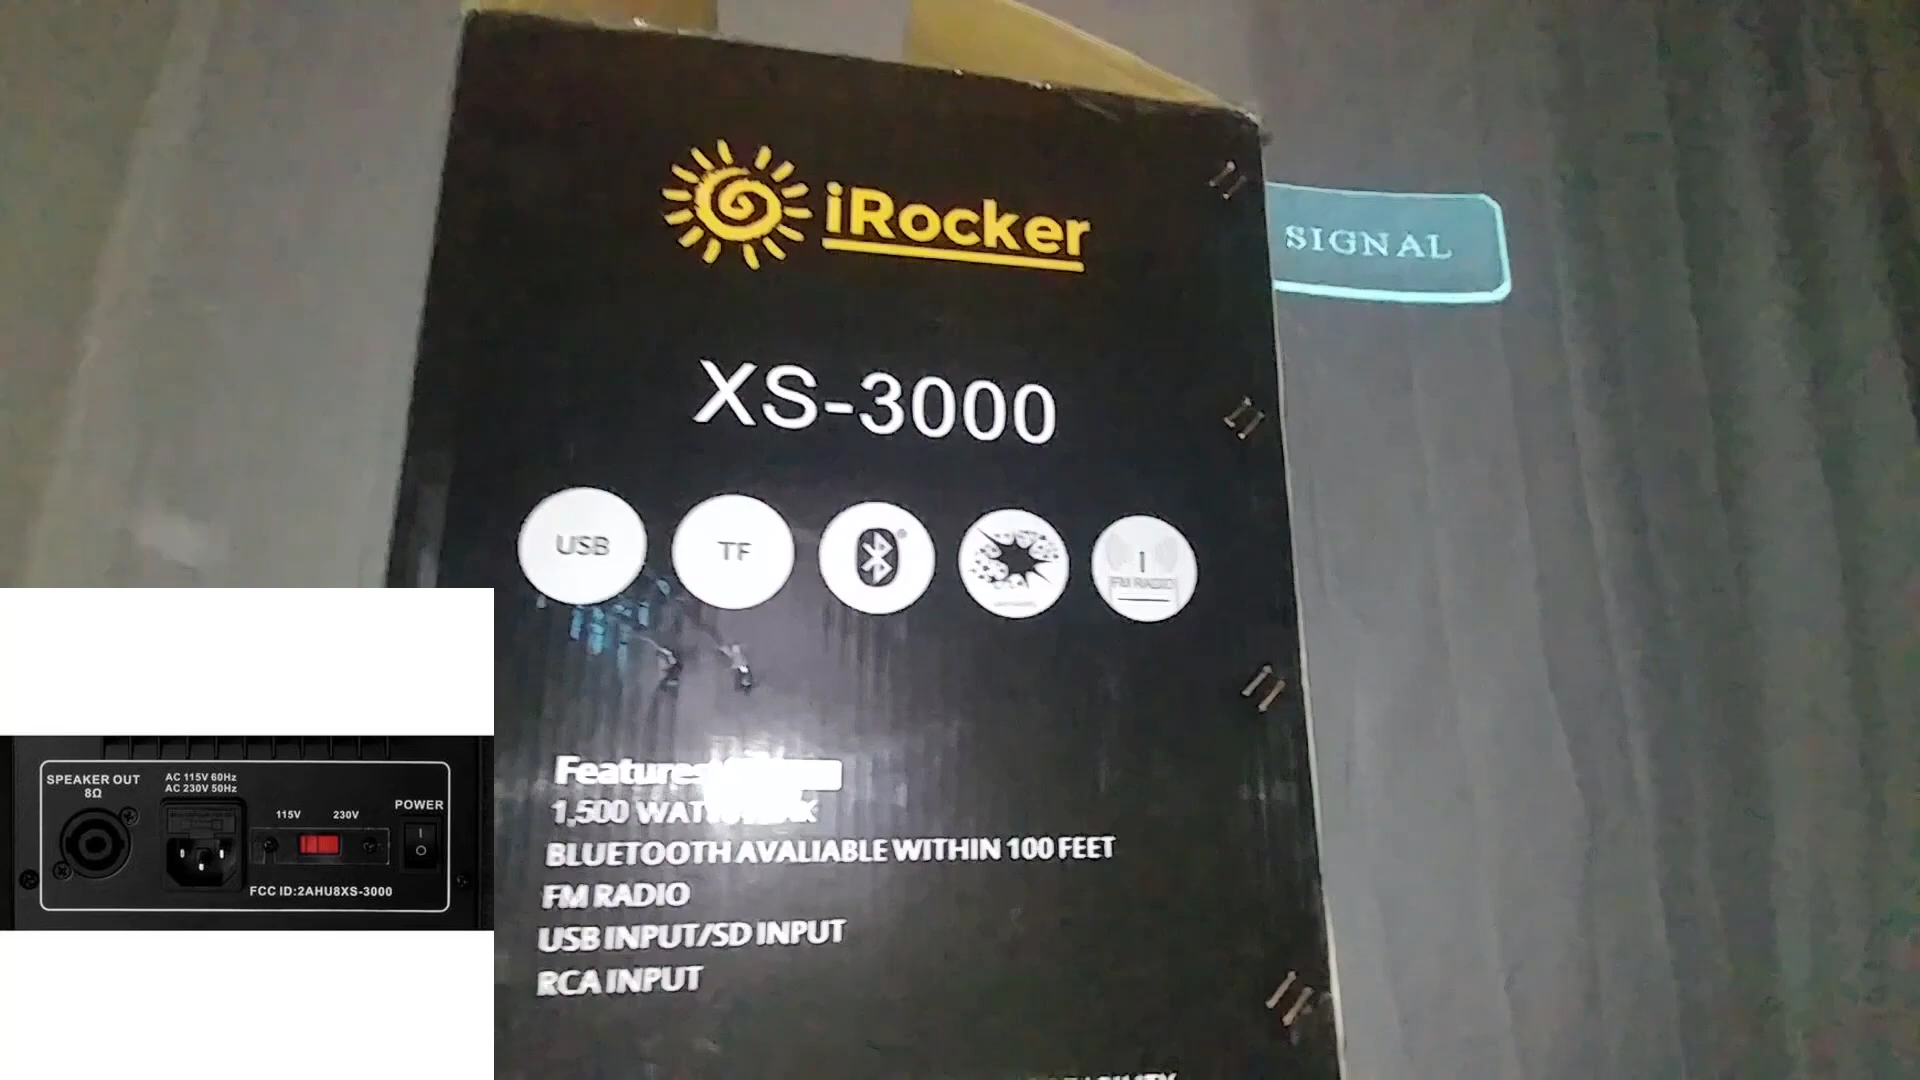 iRocker
SIGNAL
XS-3000
USB
TF
FM RADIO
Features
1,500 WATTS PEAK
BLUETOOTH AVALIABLE WITHIN 100 FEET
FM RADIO
USB INPUT/SD INPUT
RCA INPUT
SPEAKER OUT
8Ω
AC 115V 60Hz
AC 230V 50Hz
115V 230V
POWER
FCC ID:2AHU8XS-3000